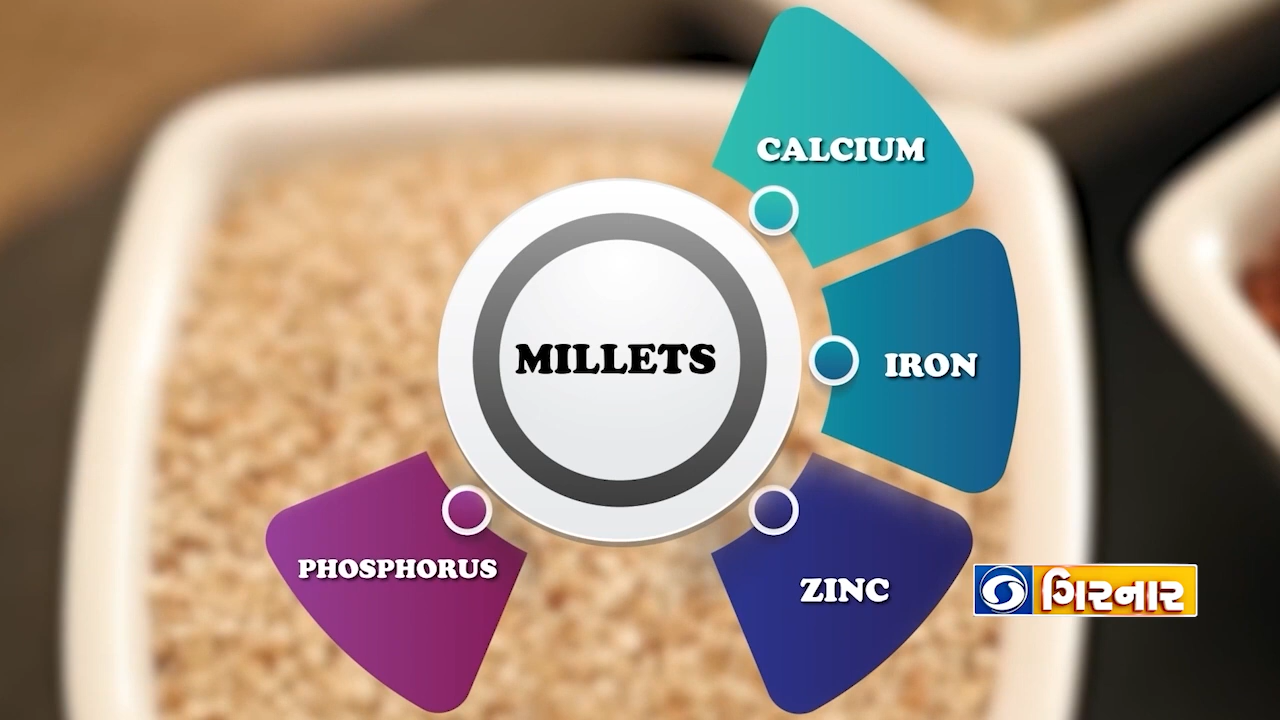 CALCIUM
MILLETS
IRON
PHOSPHORUS
ZINC
ગિરનાર